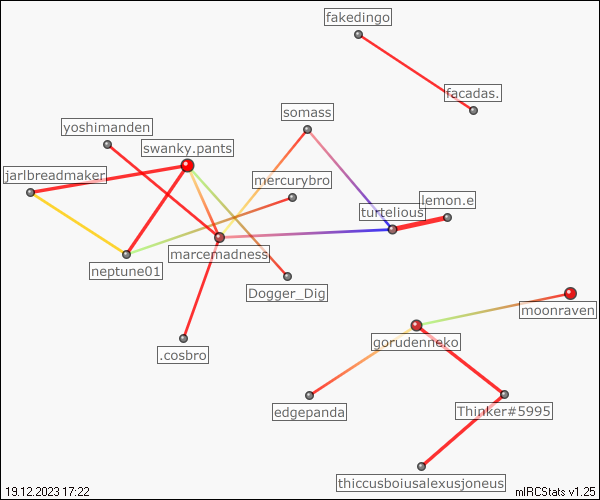 fakedingo
facadas.
somass
yoshimanden
swanky.pants
jarlbreadmaker
mercurybro
lemon.e
turtelious
marcemadness
neptune01
Dogger_Dig
moonraven
gorudenneko
.cosbro
edgepanda
Thinker#5995
thiccusboiusalexusjoneus
19.12.2023 17:22
mIRCStats v1.25